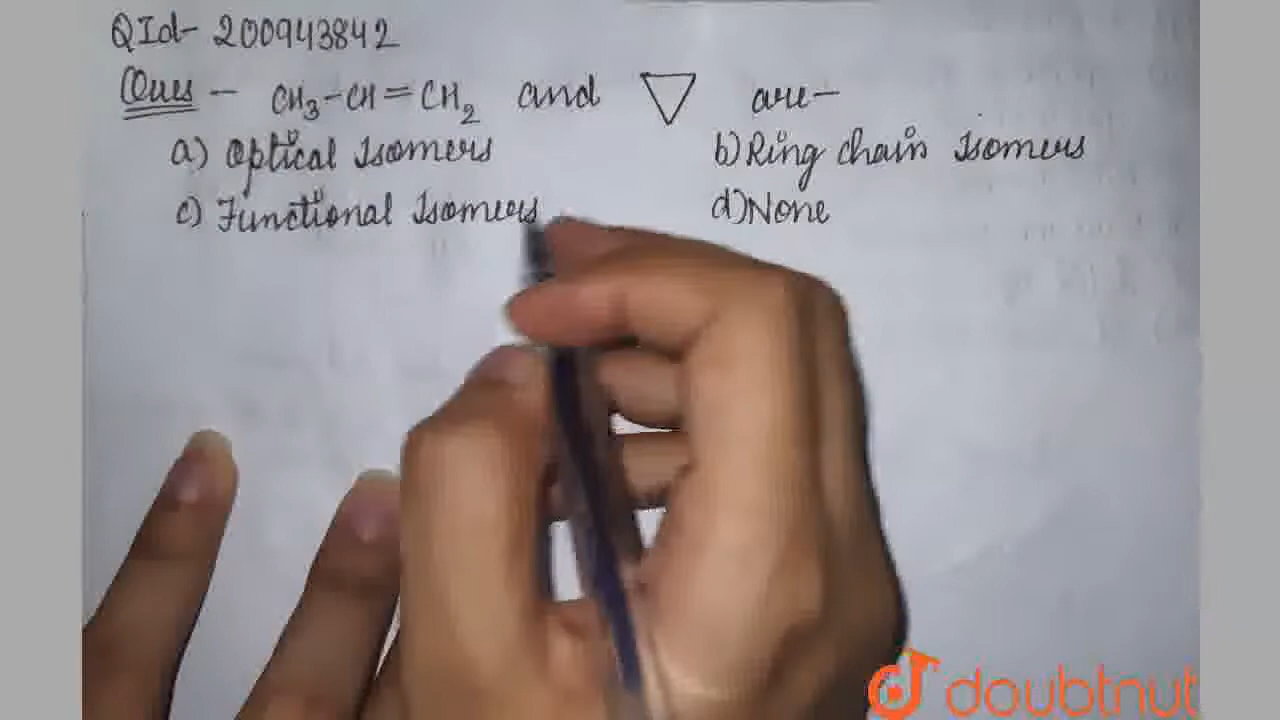 QId- 200943842
Ques - CH₃-CH=CH₂ and ▽ are-
a) Optical Isomers b) Ring chain Isomers
c) Functional Isomers d) None
doubtnut